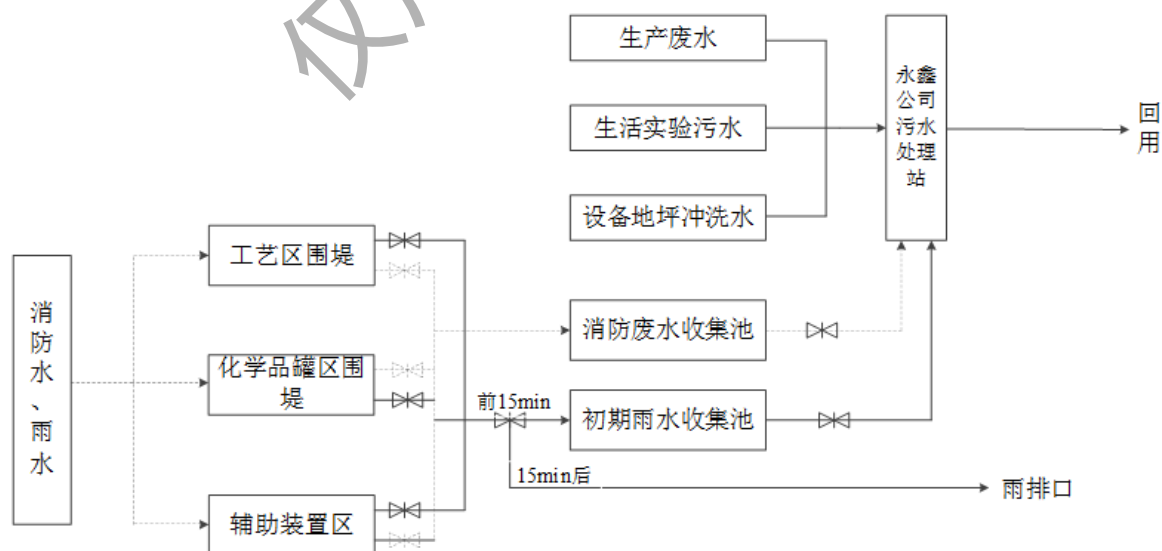 仅
生产废水
生活实验污水
设备地坪冲洗水
永鑫
公司
污水
处理
站
回
用
消
防
水
、
雨
水
工艺区围堤
化学品罐区围
堤
辅助装置区
消防废水收集池
前15min
初期雨水收集池
15min后
雨排口